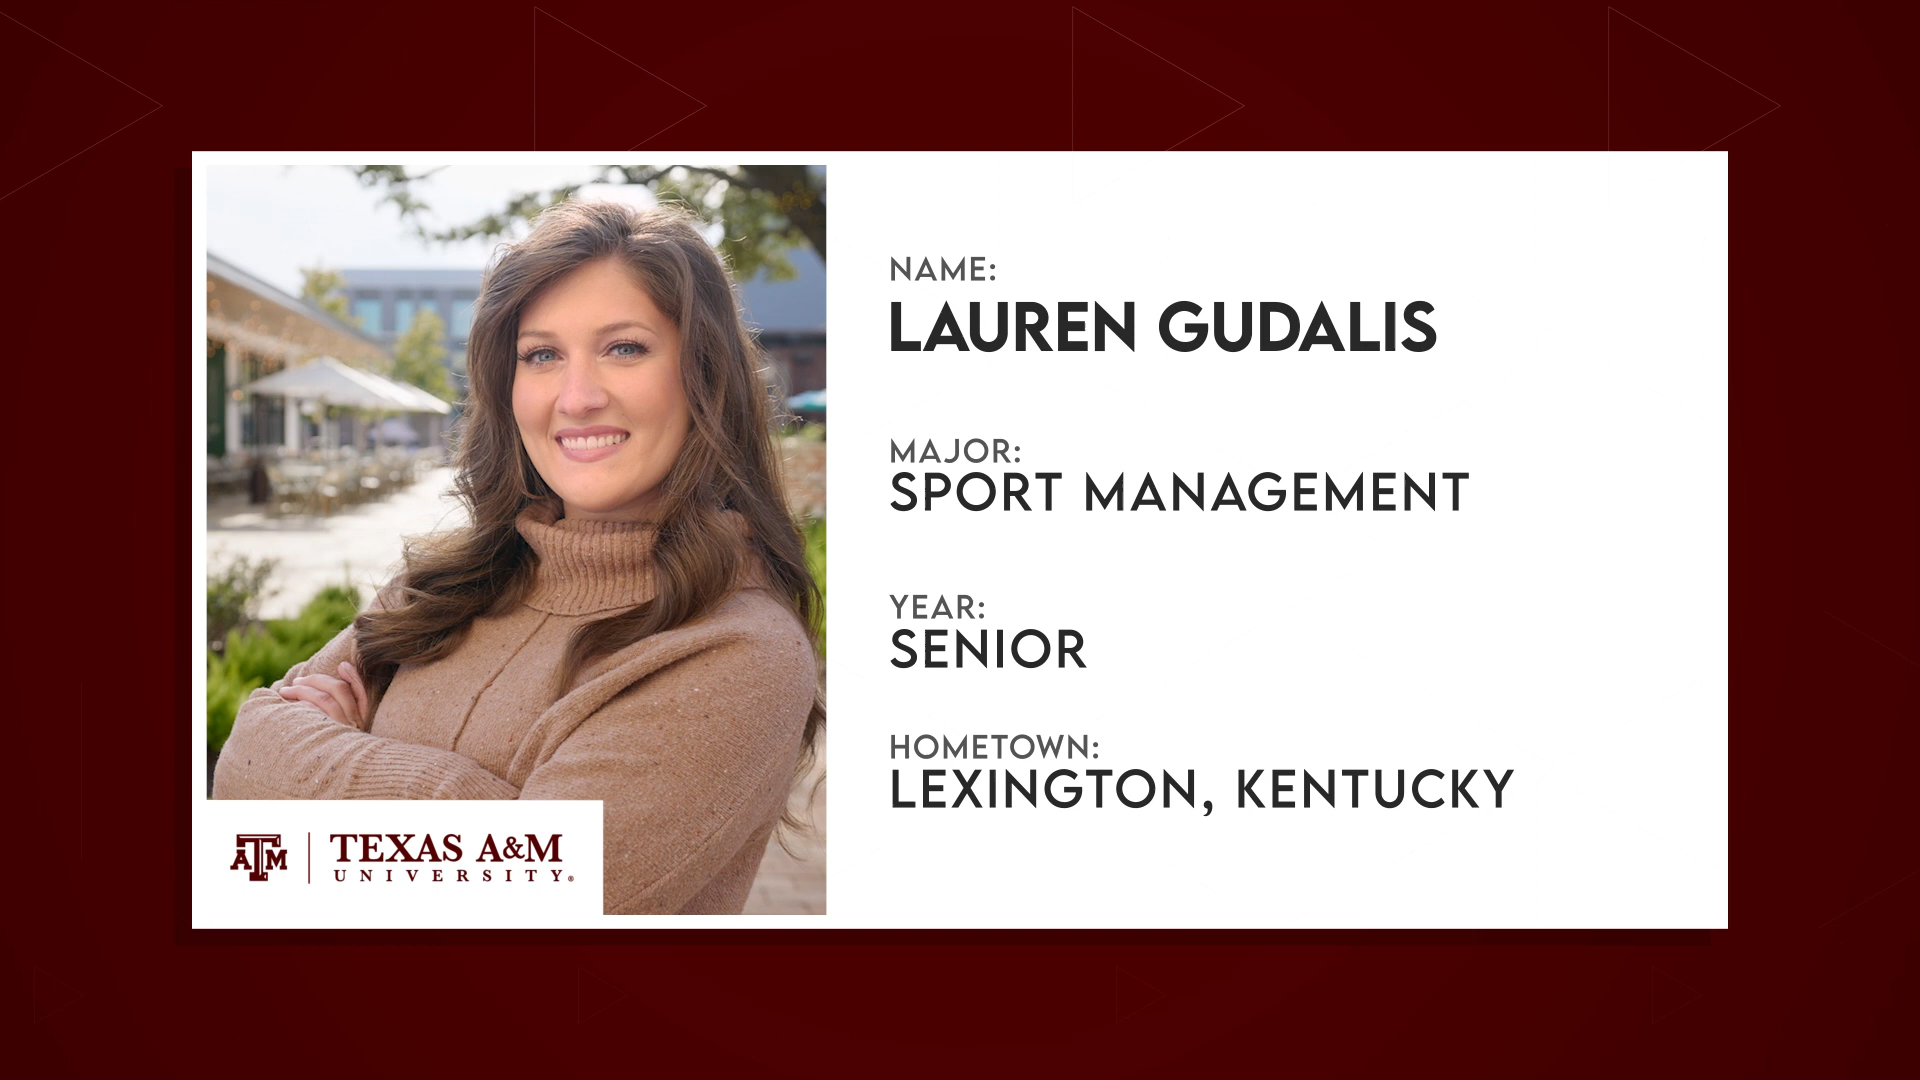 NAME:
LAUREN GUDALIS
MAJOR:
SPORT MANAGEMENT
YEAR:
SENIOR
HOMETOWN:
LEXINGTON, KENTUCKY
ATM
TEXAS A&M
UNIVERSITY®